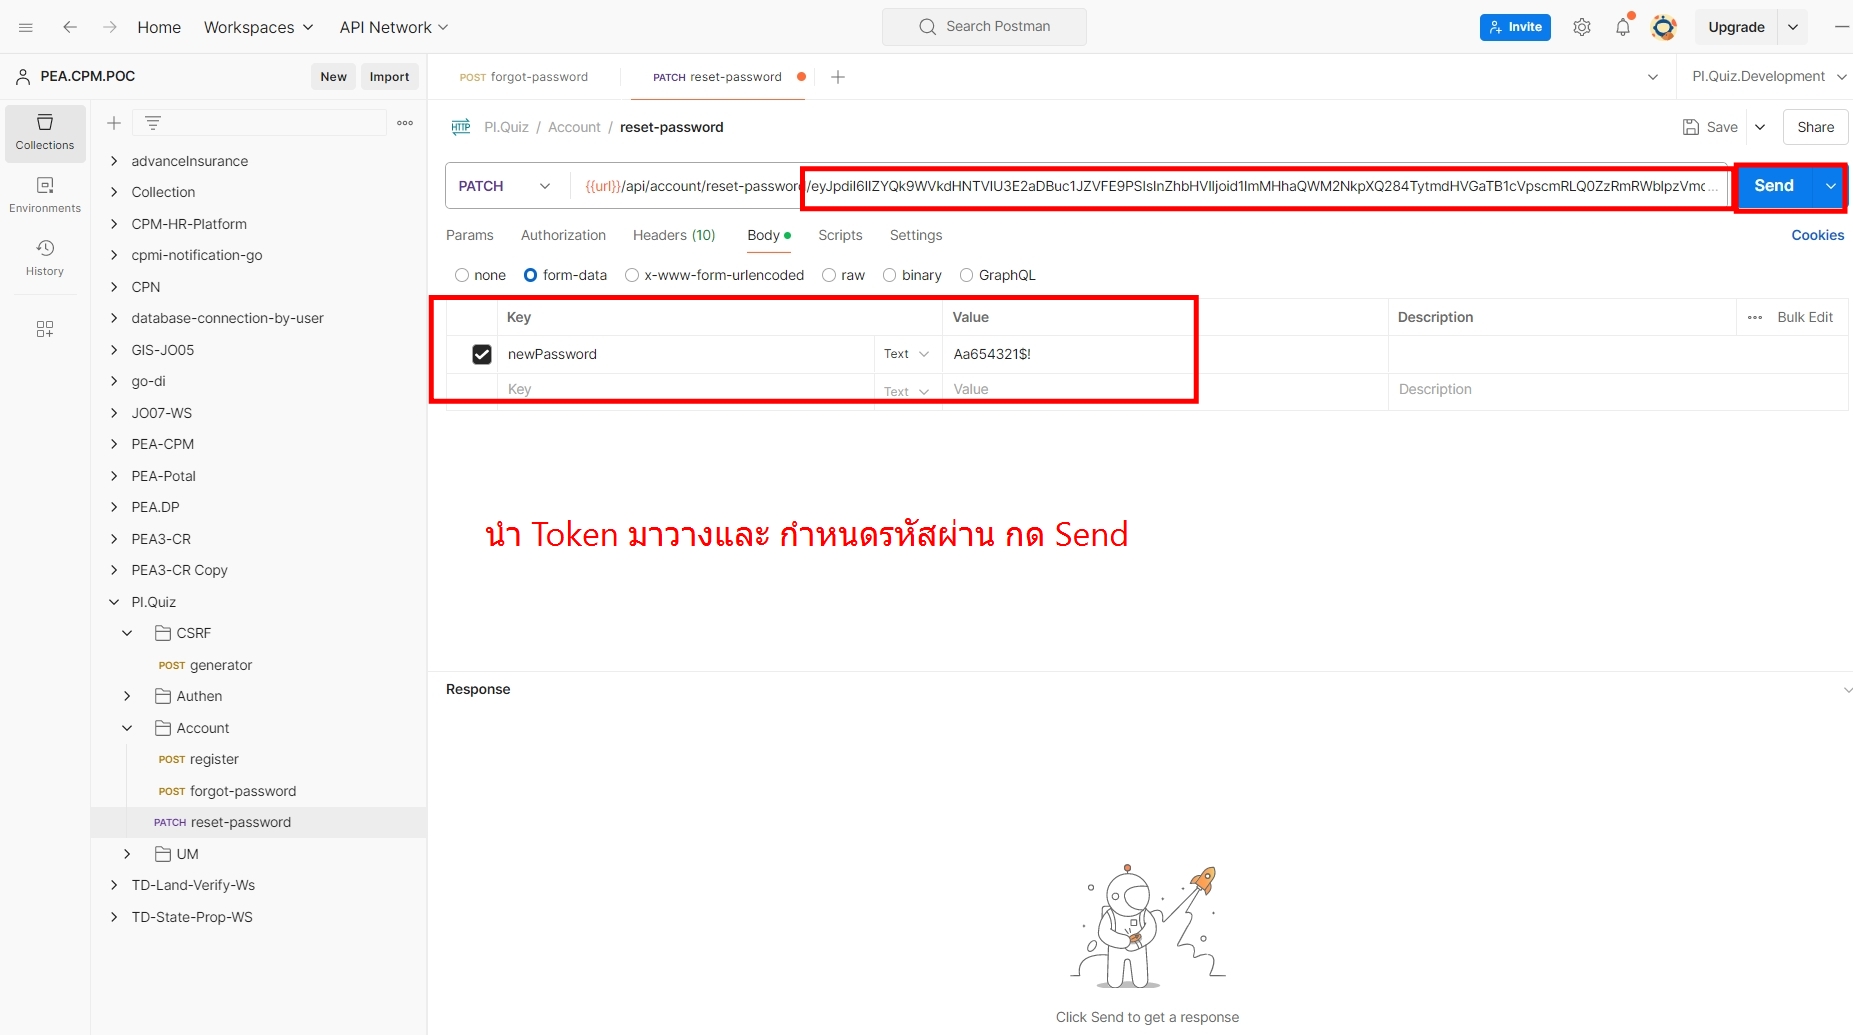 Home Workspaces API Network Search Postman Invite Upgrade
PEA.CPM.POC New Import POST forgot-password PATCH reset-password PI.Quiz.Development
Collections
Environments
History
advanceInsurance
Collection
CPM-HR-Platform
cpmi-notification-go
CPN
database-connection-by-user
GIS-JO05
go-di
JO07-WS
PEA-CPM
PEA-Potal
PEA.DP
PEA3-CR
PEA3-CR Copy
PI.Quiz
CSRF
POST generator
Authen
Account
POST register
POST forgot-password
PATCH reset-password
UM
TD-Land-Verify-Ws
TD-State-Prop-WS
HTTP PI.Quiz / Account / reset-password Save Share
PATCH {{url}}/api/account/reset-password Send
Params Authorization Headers (10) Body Scripts Settings Cookies
none form-data x-www-form-urlencoded raw binary GraphQL
Key Value Description Bulk Edit
newPassword Text Aa654321$!
Key Text Value Description
นำ Token มาวางและ กำหนดรหัสผ่าน กด Send
Response
Click Send to get a response